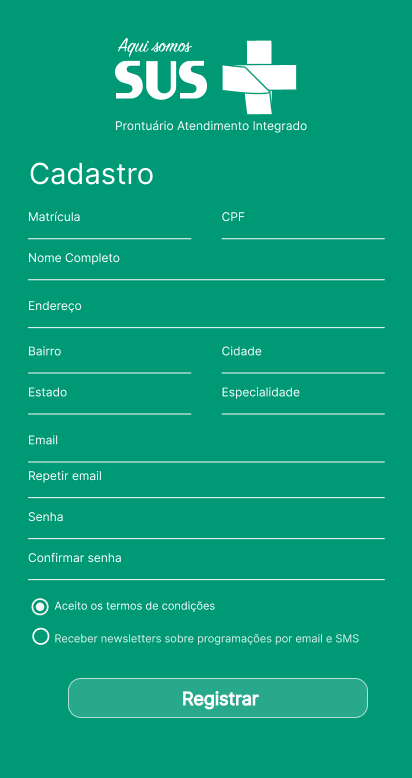 Aqui somos
SUS
Prontuário Atendimento Integrado
Cadastro
Matrícula CPF
Nome Completo
Endereço
Bairro Cidade
Estado Especialidade
Email
Repetir email
Senha
Confirmar senha
Aceito os termos de condições
Receber newsletters sobre programações por email e SMS
Registrar